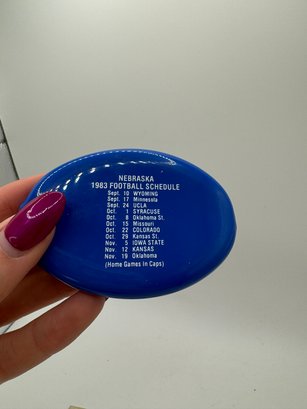 NEBRASKA
1983 FOOTBALL SCHEDULE
Sept. 10 WYOMING
Sept. 17 Minnesota
Sept. 24 UCLA
Oct. 1 SYRACUSE
Oct. 8 Oklahoma St.
Oct. 15 Missouri
Oct. 22 COLORADO
Oct. 29 Kansas St.
Nov. 5 IOWA STATE
Nov. 12 KANSAS
Nov. 19 Oklahoma
(Home Games in Caps)